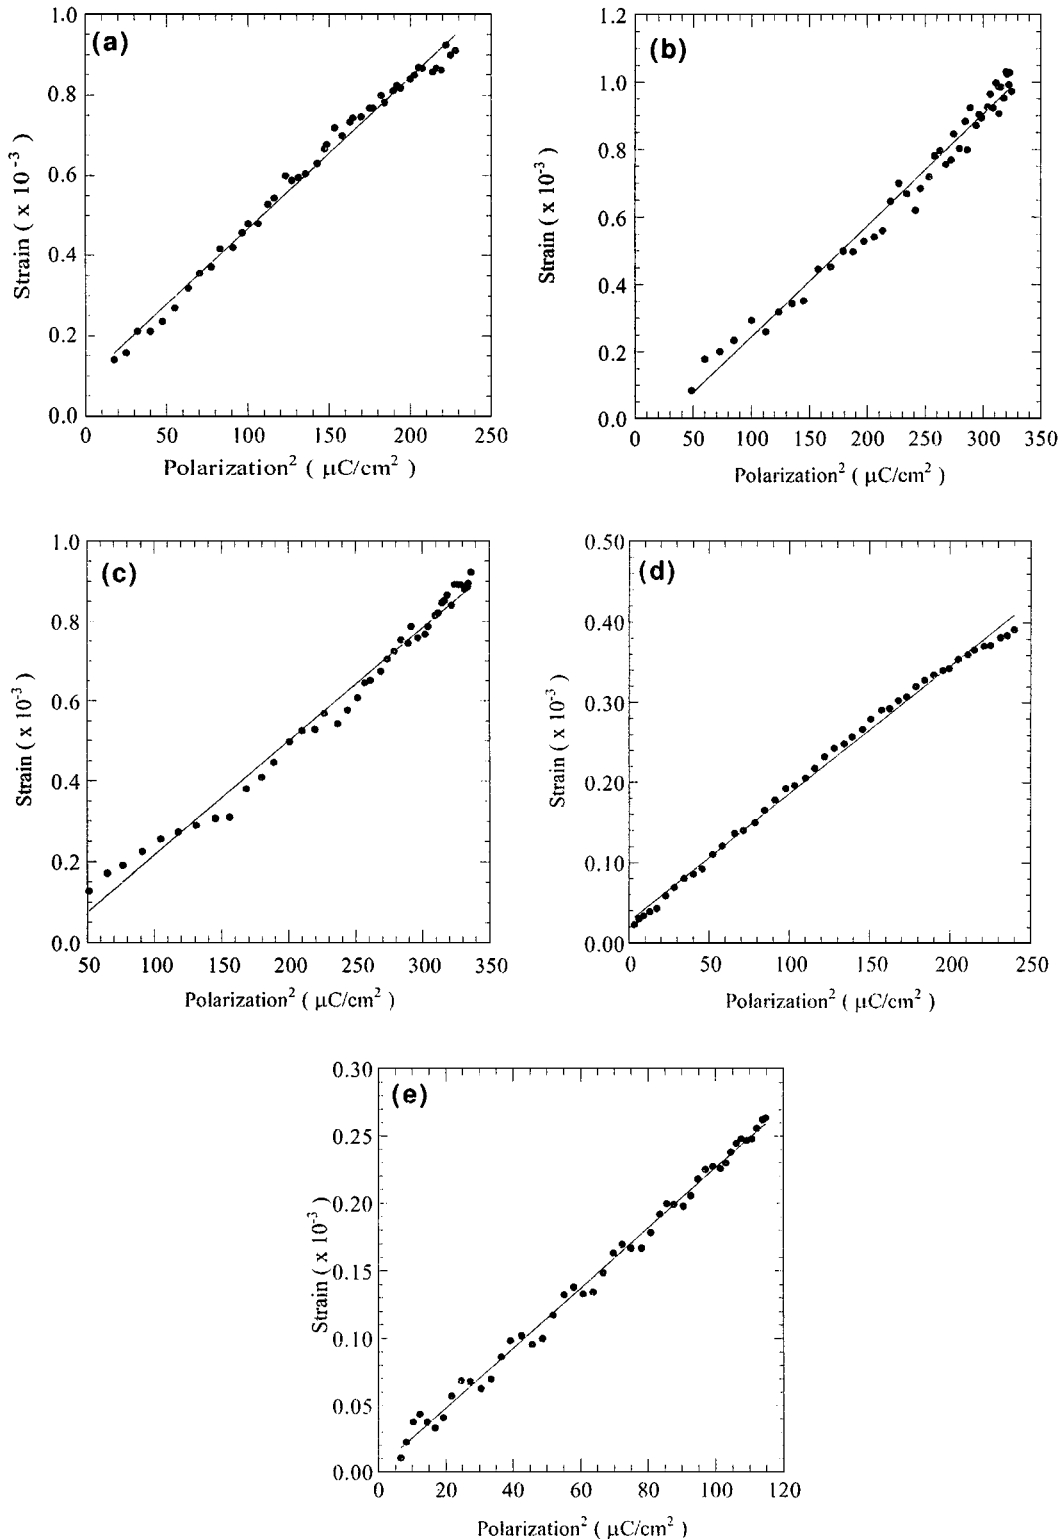 (a)
1.0
0.8
0.6
0.4
0.2
0.0
Strain ( x 10⁻³ )
0 50 100 150 200 250
Polarization² ( μC/cm² )
(b)
1.2
1.0
0.8
0.6
0.4
0.2
0.0
Strain ( x 10⁻³ )
0 50 100 150 200 250 300 350
Polarization² ( μC/cm² )
(c)
1.0
0.8
0.6
0.4
0.2
0.0
Strain ( x 10⁻³ )
50 100 150 200 250 300 350
Polarization² ( μC/cm² )
(d)
0.50
0.40
0.30
0.20
0.10
0.00
Strain ( x 10⁻³ )
0 50 100 150 200 250
Polarization² ( μC/cm² )
(e)
0.30
0.25
0.20
0.15
0.10
0.05
0.00
Strain ( x 10⁻³ )
0 20 40 60 80 100 120
Polarization² ( μC/cm² )